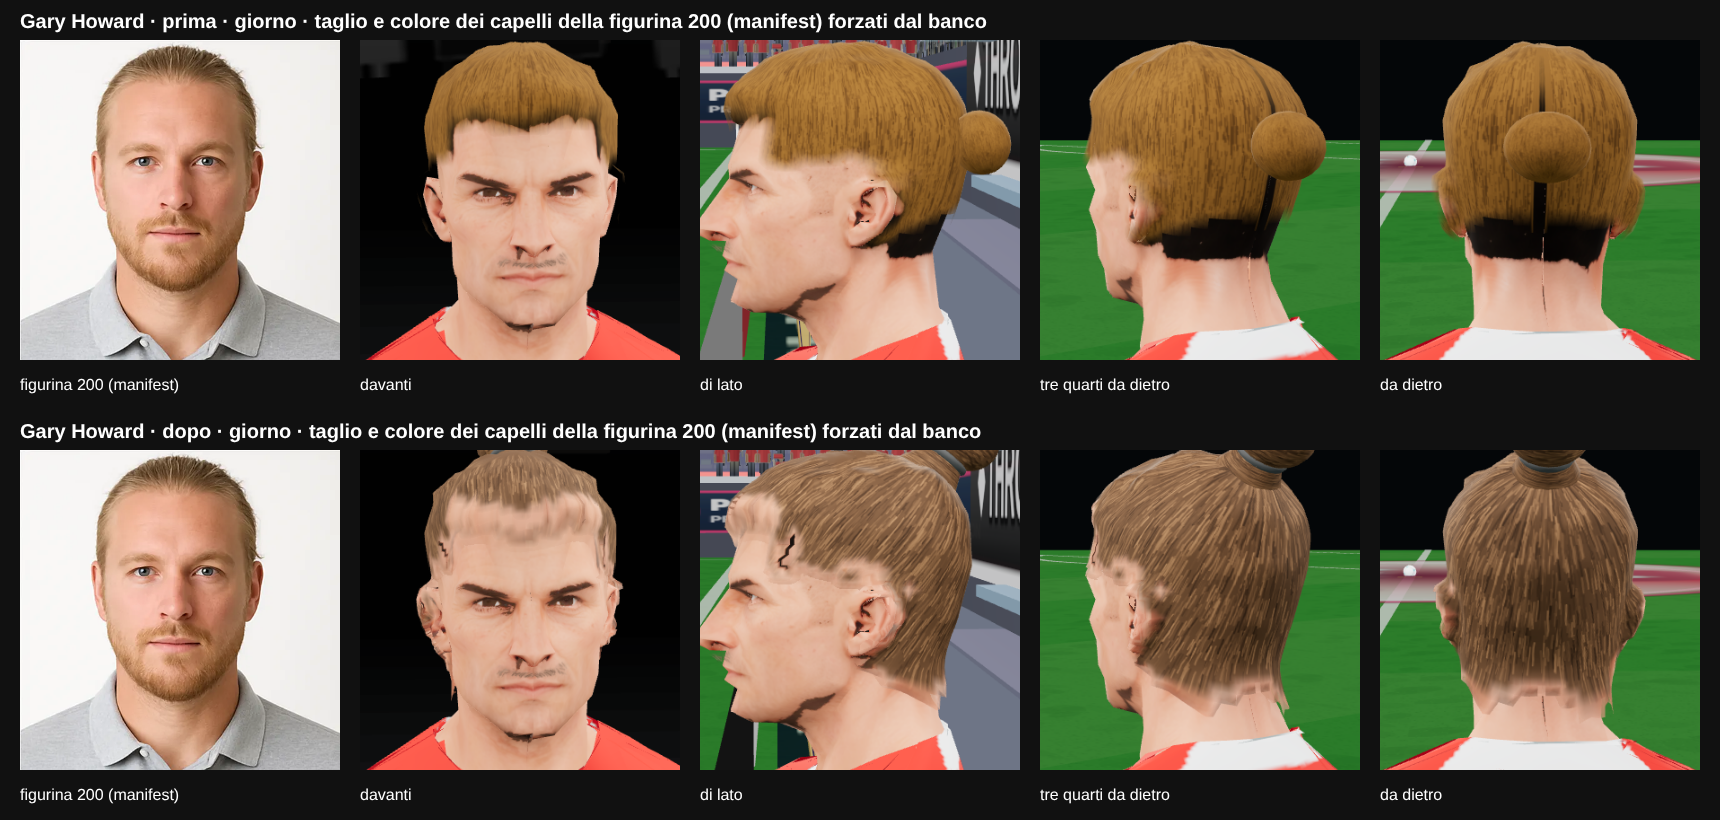 Gary Howard · prima · giorno · taglio e colore dei capelli della figurina 200 (manifest) forzati dal banco
figurina 200 (manifest)
davanti
di lato
tre quarti da dietro
da dietro
Gary Howard · dopo · giorno · taglio e colore dei capelli della figurina 200 (manifest) forzati dal banco
figurina 200 (manifest)
davanti
di lato
tre quarti da dietro
da dietro